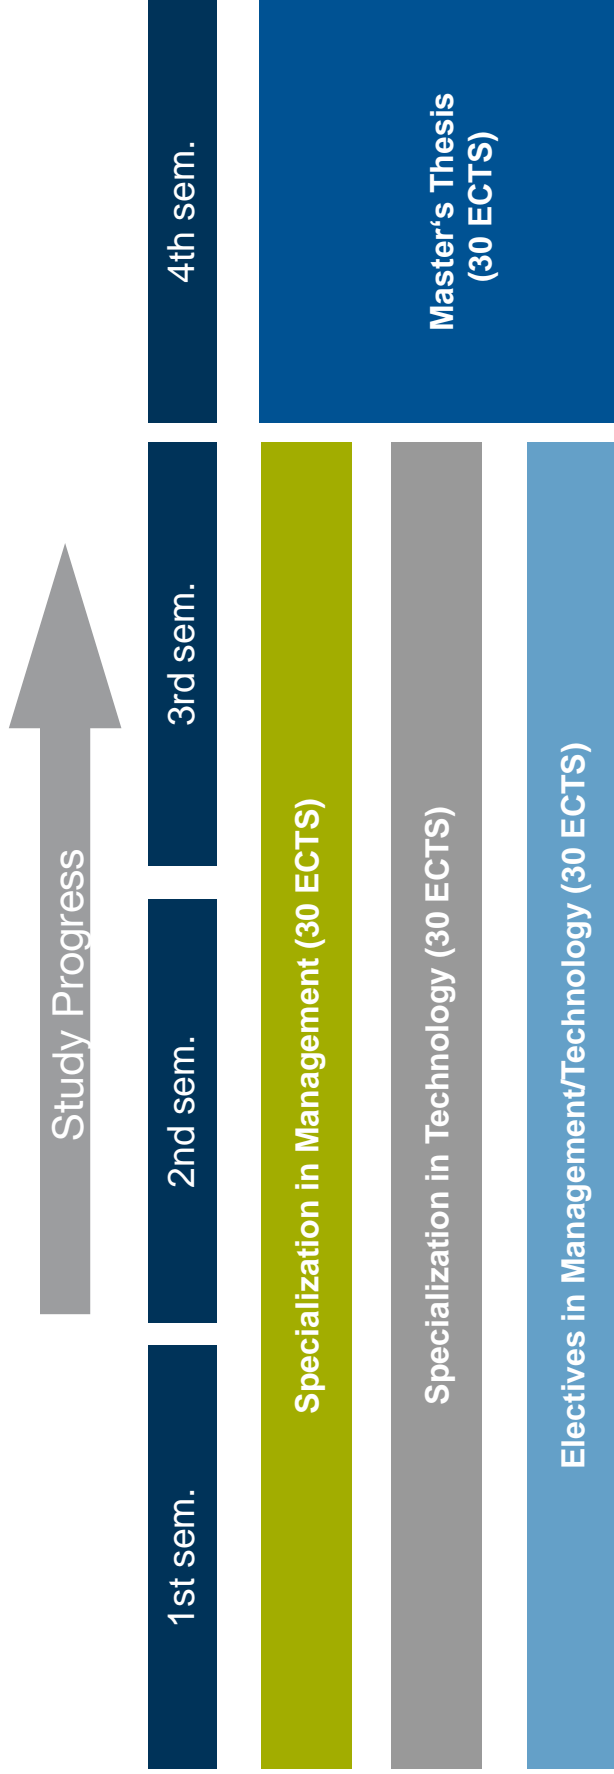 Study Progress
1st sem.
2nd sem.
3rd sem.
4th sem.
Specialization in Management (30 ECTS)
Specialization in Technology (30 ECTS)
Electives in Management/Technology (30 ECTS)
Master‘s Thesis
(30 ECTS)